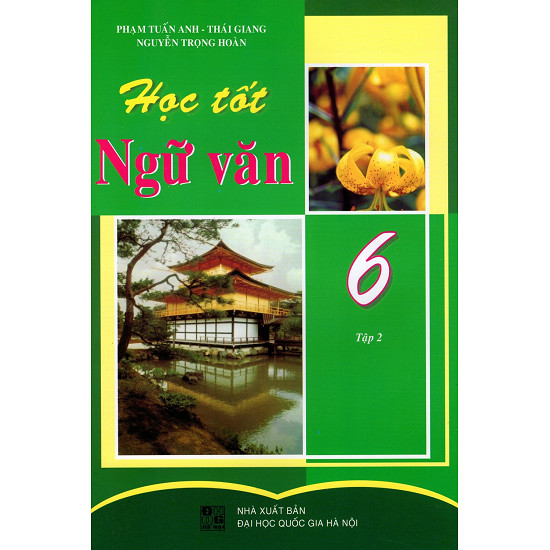 PHẠM TUẤN ANH - THÁI GIANG
NGUYỄN TRỌNG HOÀN
Học tốt
Ngữ văn
6
Tập 2
NHÀ XUẤT BẢN
ĐẠI HỌC QUỐC GIA HÀ NỘI